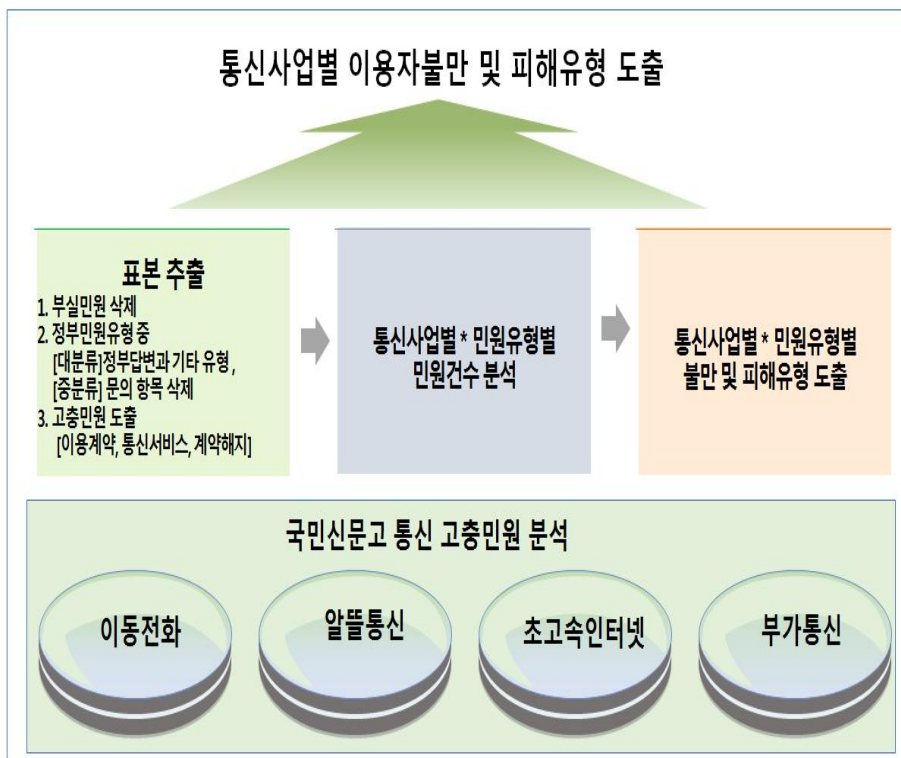 통신사업별 이용자불만 및 피해유형 도출
표본 추출
1. 부실민원 삭제
2. 정부민원유형 중
[대분류]정부답변과 기타 유형,
[중분류] 문의 항목 삭제
3. 고충민원 도출
[이용계약, 통신서비스, 계약해지]
통신사업별 * 민원유형별
민원건수 분석
통신사업별 * 민원유형별
불만 및 피해유형 도출
국민신문고 통신 고충민원 분석
이동전화
알뜰통신
초고속인터넷
부가통신